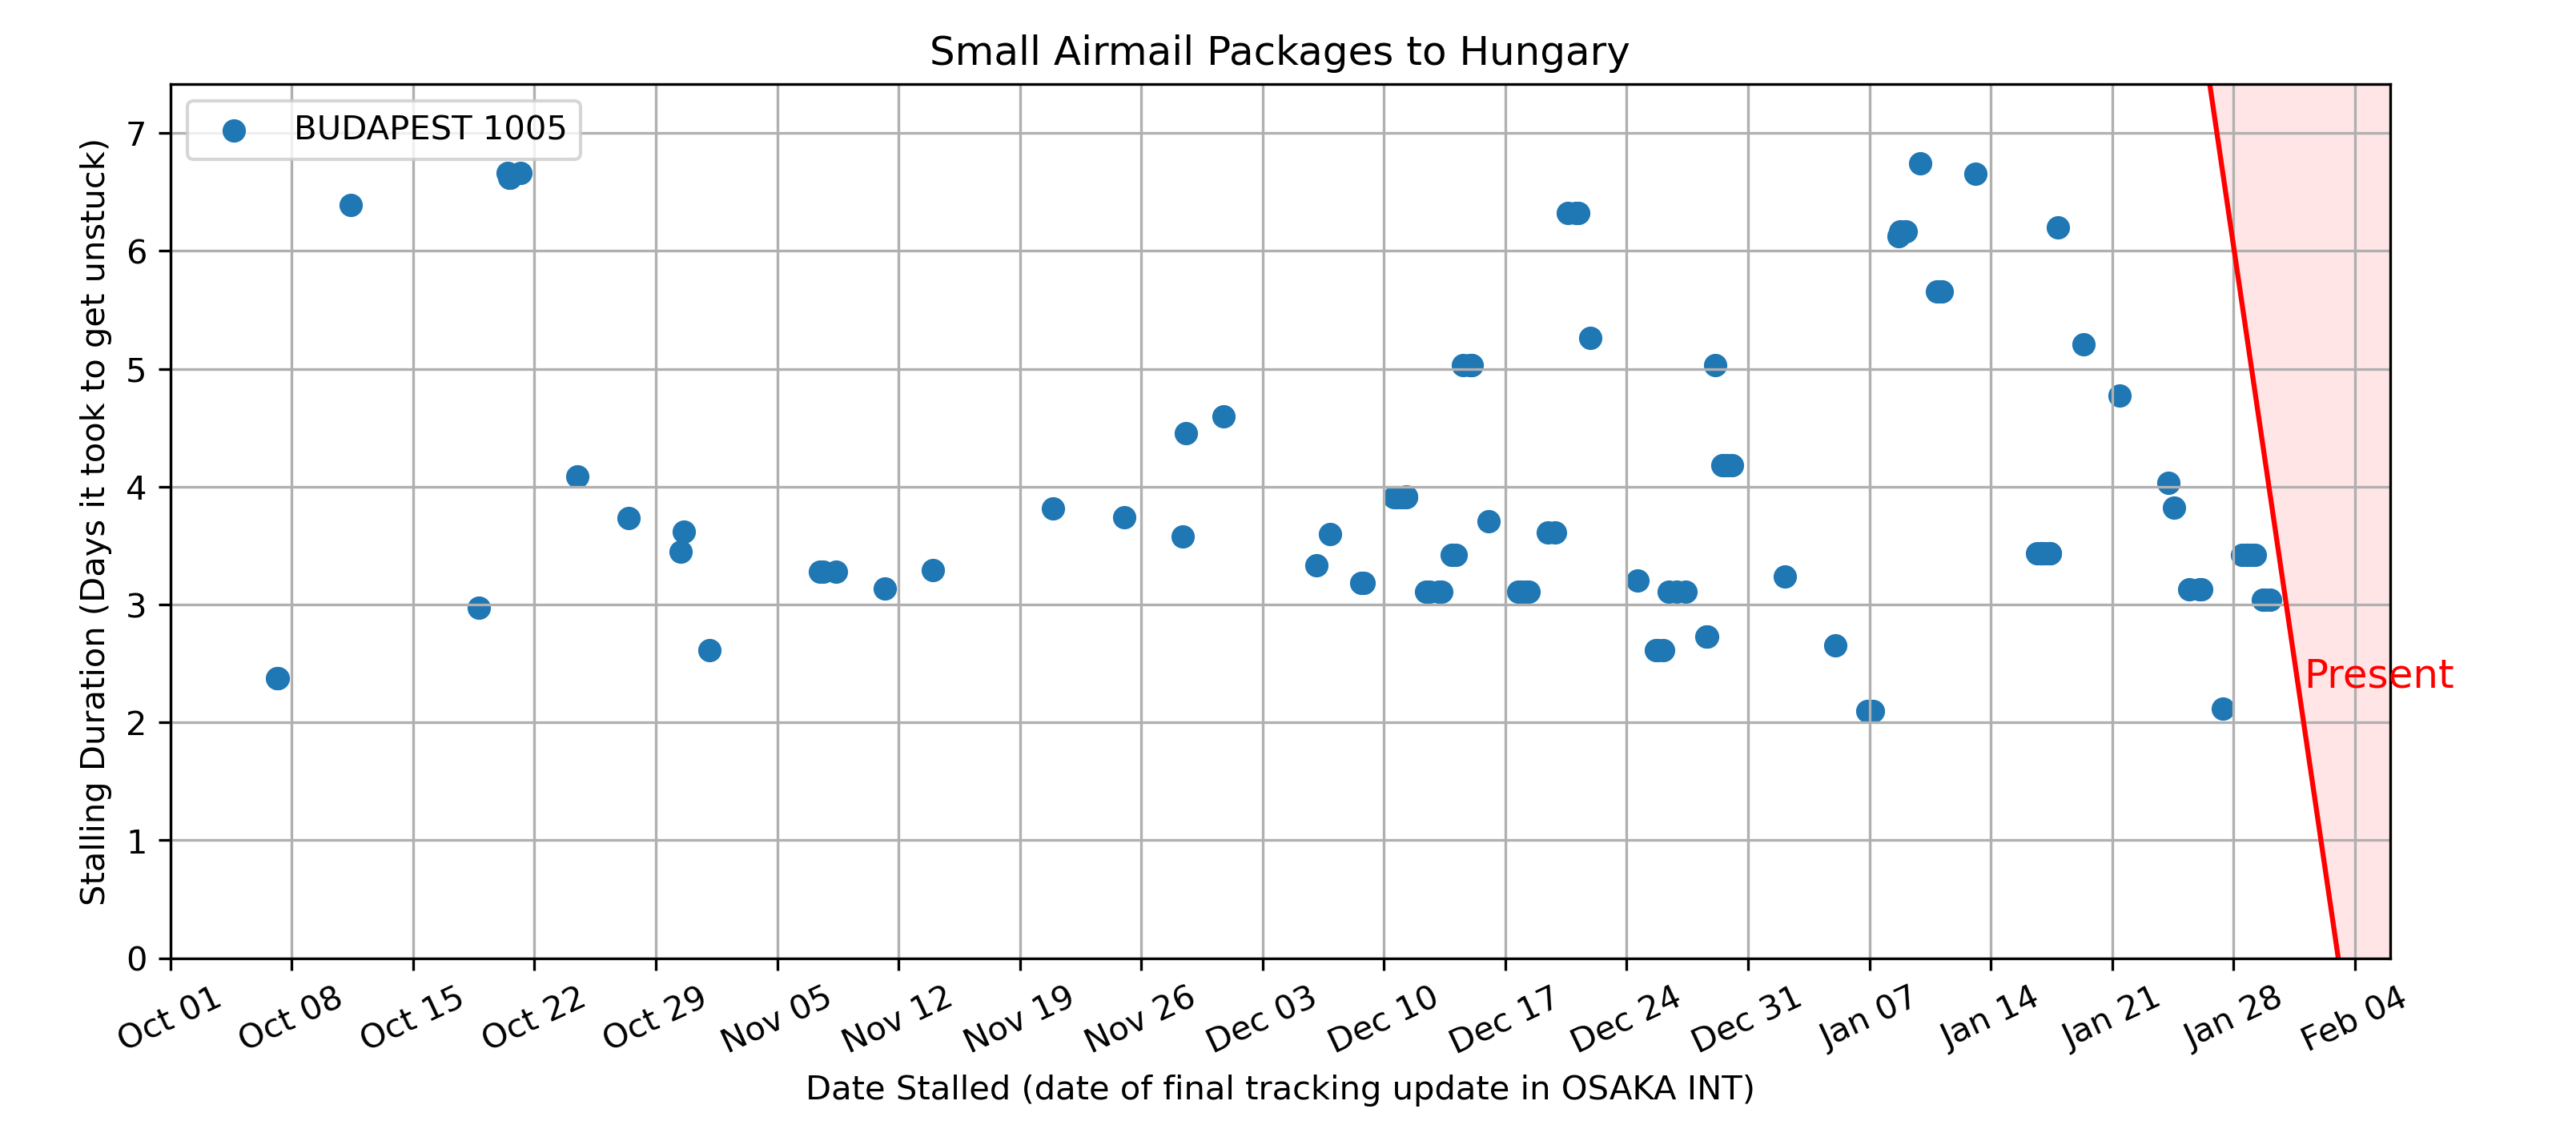 Small Airmail Packages to Hungary
BUDAPEST 1005
Stalling Duration (Days it took to get unstuck)
7
6
5
4
3
2
1
0
Present
Oct 01
Oct 08
Oct 15
Oct 22
Oct 29
Nov 05
Nov 12
Nov 19
Nov 26
Dec 03
Dec 10
Dec 17
Dec 24
Dec 31
Jan 07
Jan 14
Jan 21
Jan 28
Feb 04
Date Stalled (date of final tracking update in OSAKA INT)